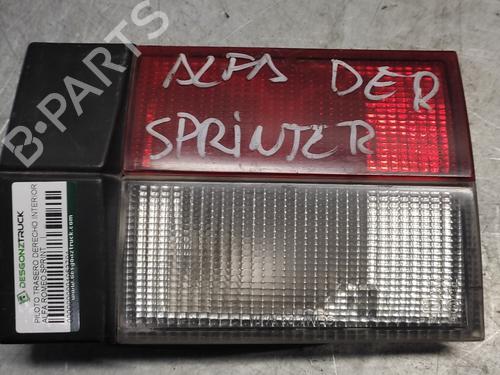 ALFA DER
SPRINTER
B-PARTS
DESGONZTRUCK
PILOTO TRASERO DERECHO INTERIOR
ALFA ROMEO SPRINT
www.desgonztruck.com